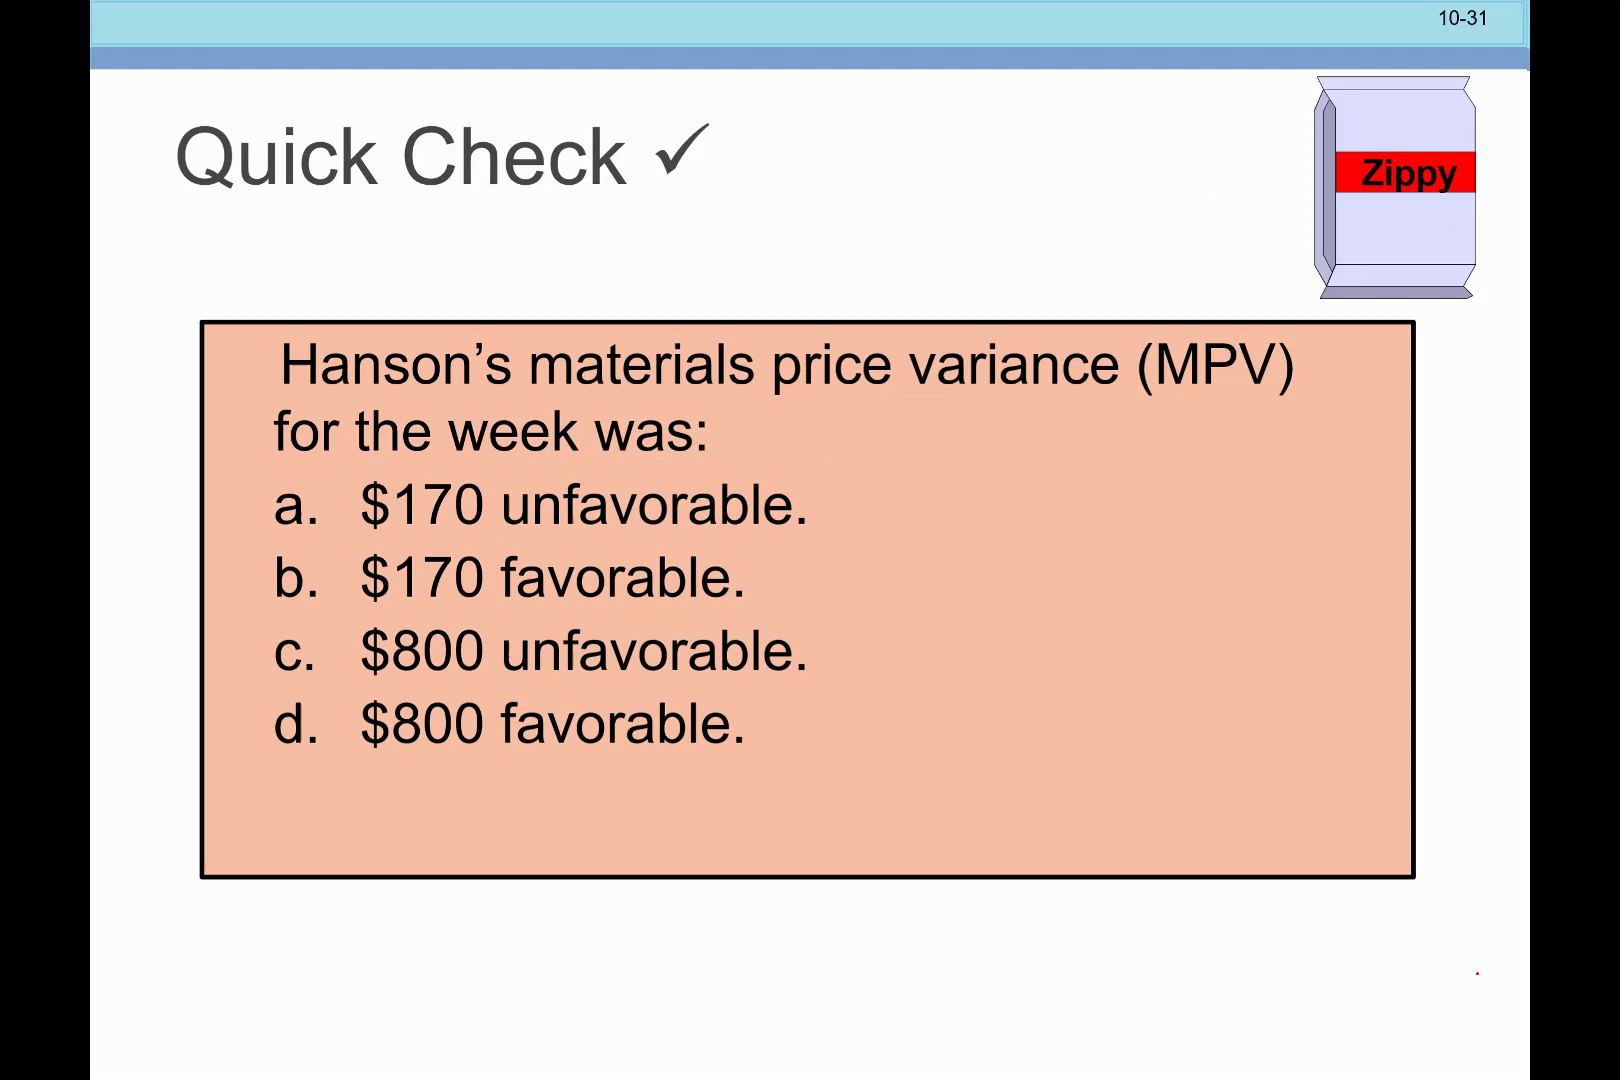 10-31
Quick Check ✓
Zippy
Hanson’s materials price variance (MPV)
for the week was:
a. $170 unfavorable.
b. $170 favorable.
c. $800 unfavorable.
d. $800 favorable.